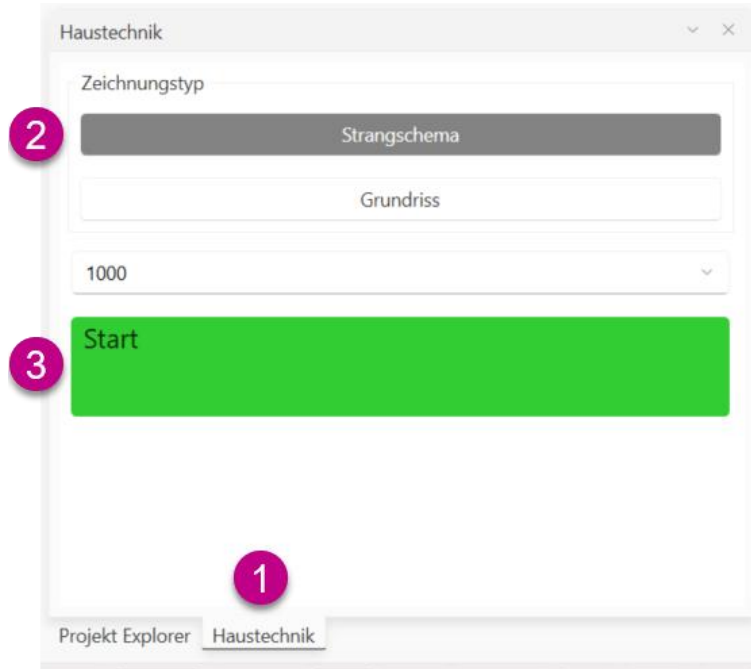 Haustechnik
Zeichnungstyp
2
Strangschema
Grundriss
1000
3
Start
1
Projekt Explorer Haustechnik